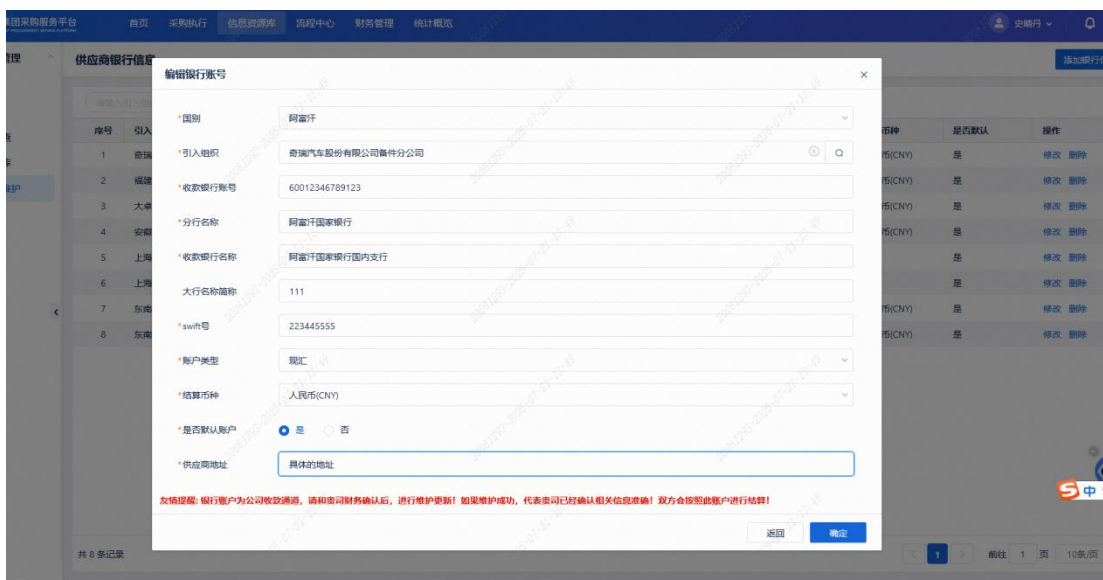 集团采购服务平台 首页 采购执行 信息资源库 流程中心 财务管理 统计概览 史晴丹
管理 供应商银行信息 添加银行
编辑银行账号
序号 引入 币种 是否默认 操作
*国别 阿富汗
1 奇瑞 币(CNY) 是 修改 删除
*引入组织 奇瑞汽车股份有限公司备件分公司
2 福建 币(CNY) 是 修改 删除
*收款银行账号 60012346789123
3 大卓 币(CNY) 是 修改 删除
*分行名称 阿富汗国家银行
4 安徽 币(CNY) 是 修改 删除
*收款银行名称 阿富汗国家银行国内支行
5 上海 是 修改 删除
大行名称简称 111
6 上海 是 修改 删除
*swift号 223445555
7 东南 币(CNY) 是 修改 删除
8 东南 币(CNY) 是 修改 删除
*账户类型 现汇
*结算币种 人民币(CNY)
*是否默认账户 是 否
*供应商地址 具体的地址
友情提醒: 银行账户为公司收款通道，请和贵司财务确认后，进行维护更新！如果维护成功，代表贵司已经确认相关信息准确！双方会按照此账户进行结算！
返回 确定
共 8 条记录 1 前往 1 页 10条/页
中